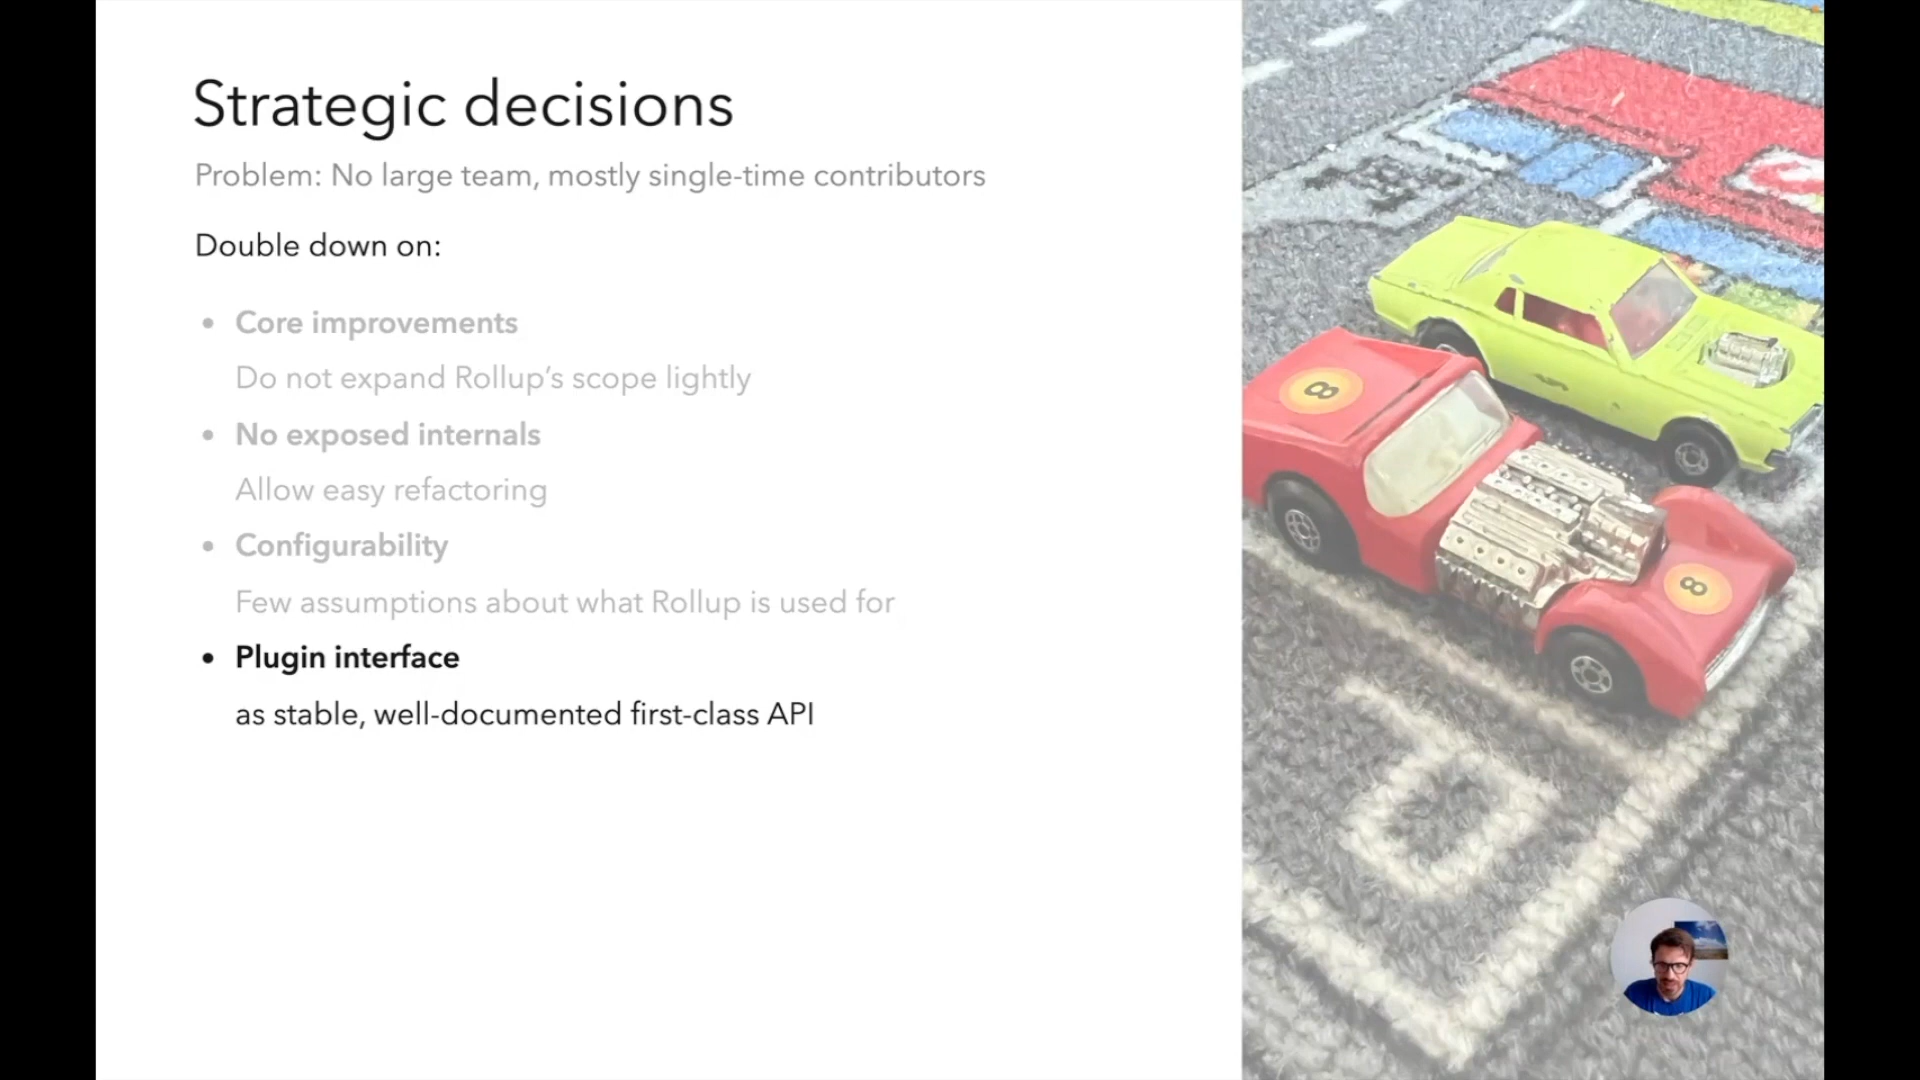 Strategic decisions
Problem: No large team, mostly single-time contributors
Double down on:
• Core improvements
Do not expand Rollup’s scope lightly
• No exposed internals
Allow easy refactoring
• Configurability
Few assumptions about what Rollup is used for
• Plugin interface
as stable, well-documented first-class API
8
8